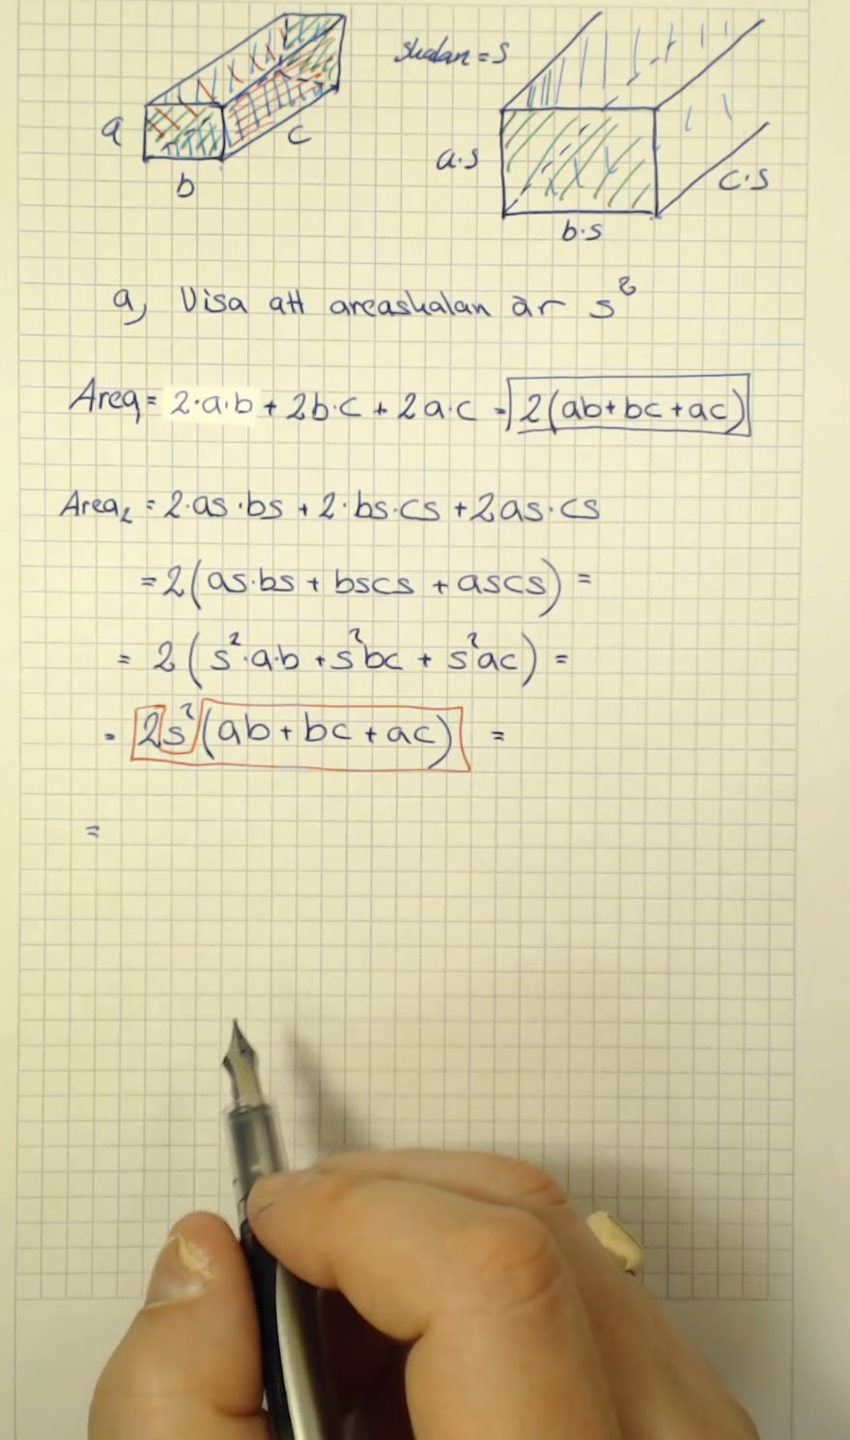 a
b
c
skalan = s
a·s
b·s
c·s
a) Visa att areaskalan är s²
Area = 2·a·b + 2b·c + 2a·c = 2(ab+bc+ac)
Area₂ = 2·as·bs + 2·bs·cs + 2as·cs
= 2(as·bs + bscs + ascs) =
= 2(s²·a·b + s²bc + s²ac) =
= 2s²(ab+bc+ac) =
=